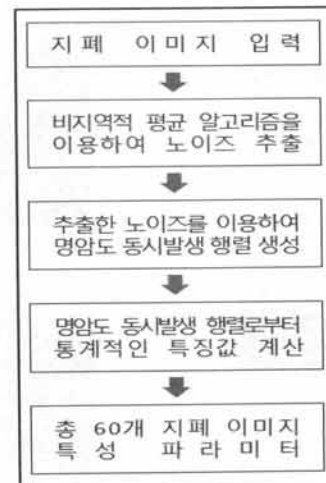 지폐 이미지 입력
비지역적 평균 알고리즘을
이용하여 노이즈 추출
추출한 노이즈를 이용하여
명암도 동시발생 행렬 생성
명암도 동시발생 행렬로부터
통계적인 특징값 계산
총 60개 지폐 이미지
특성 파라미터